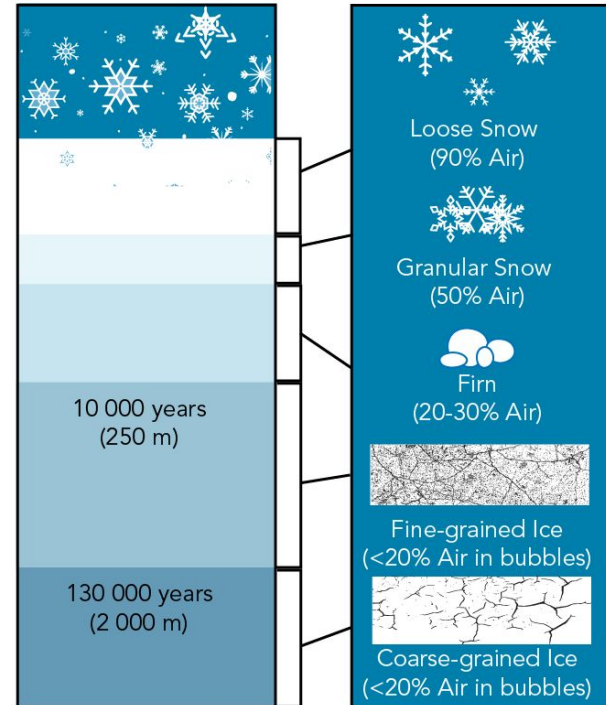 10 000 years
(250 m)
130 000 years
(2 000 m)
Loose Snow
(90% Air)
Granular Snow
(50% Air)
Firn
(20-30% Air)
Fine-grained Ice
(<20% Air in bubbles)
Coarse-grained Ice
(<20% Air in bubbles)